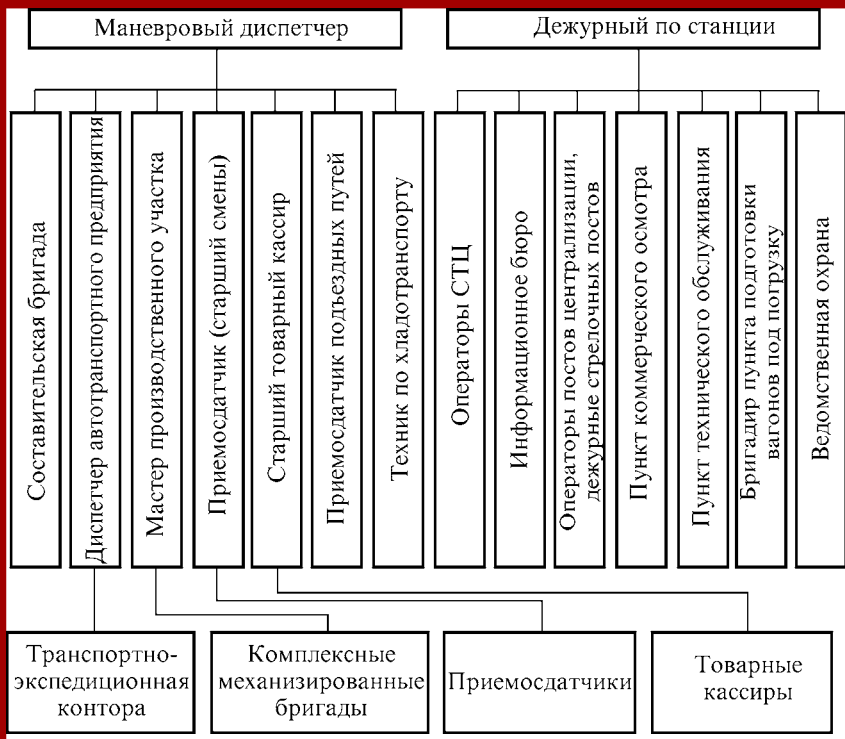 Маневровый диспетчер
Дежурный по станции
Составительская бригада
Диспетчер автотранспортного предприятия
Мастер производственного участка
Приемосдатчик (старший смены)
Старший товарный кассир
Приемосдатчик подъездных путей
Техник по хладотранспорту
Операторы СТЦ
Информационное бюро
Операторы постов централизации,
дежурные стрелочных постов
Пункт коммерческого осмотра
Пункт технического обслуживания
Бригадир пункта подготовки
вагонов под погрузку
Ведомственная охрана
Транспортно-
экспедиционная
контора
Комплексные
механизированные
бригады
Приемосдатчики
Товарные
кассиры